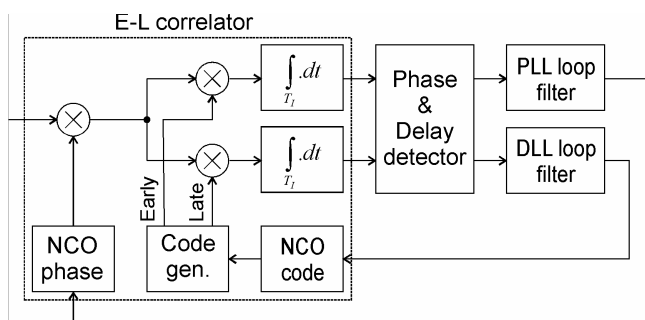 E-L correlator
∫ .dt
T_I
Phase
&
Delay
detector
PLL loop
filter
∫ .dt
T_I
DLL loop
filter
Early
Late
NCO
phase
Code
gen.
NCO
code